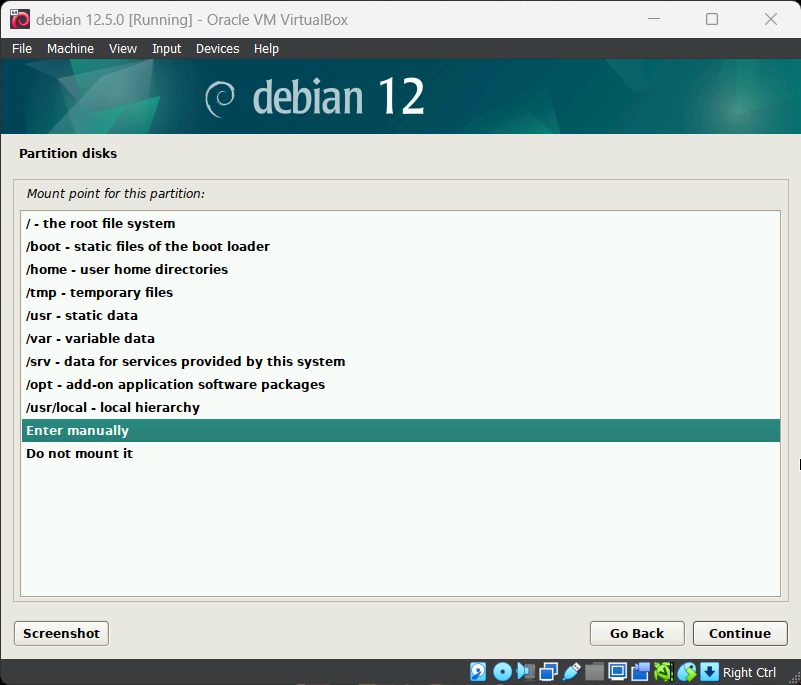 debian 12.5.0 [Running] - Oracle VM VirtualBox
File Machine View Input Devices Help
debian 12
Partition disks
Mount point for this partition:
/ - the root file system
/boot - static files of the boot loader
/home - user home directories
/tmp - temporary files
/usr - static data
/var - variable data
/srv - data for services provided by this system
/opt - add-on application software packages
/usr/local - local hierarchy
Enter manually
Do not mount it
Screenshot Go Back Continue
Right Ctrl